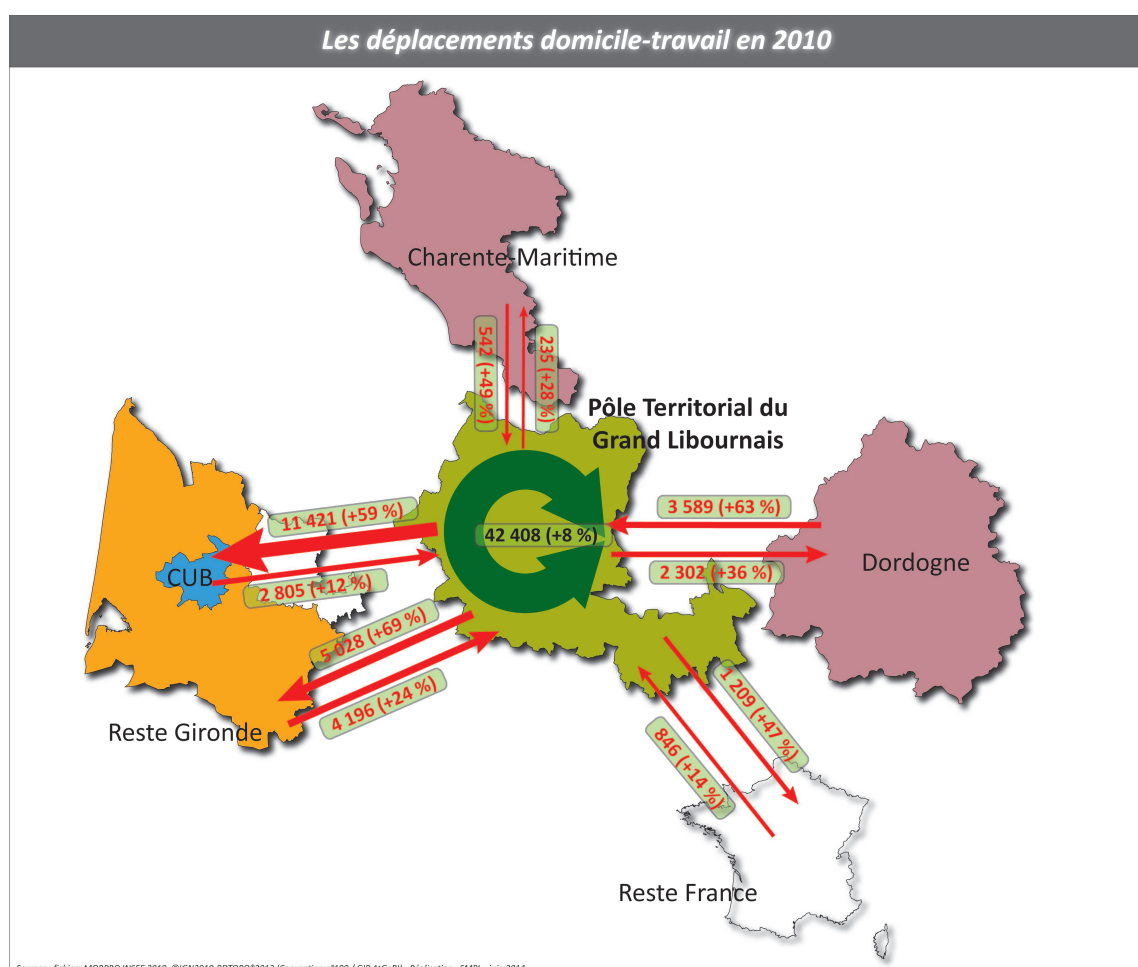 Les déplacements domicile-travail en 2010
Charente-Maritime
542 (+49 %)
235 (+28 %)
Pôle Territorial du
Grand Libournais
11 421 (+59 %)
42 408 (+8 %)
3 589 (+63 %)
CUB
2 805 (+12 %)
2 302 (+36 %)
Dordogne
5 028 (+69 %)
4 196 (+24 %)
Reste Gironde
1 209 (+47 %)
846 (+14 %)
Reste France